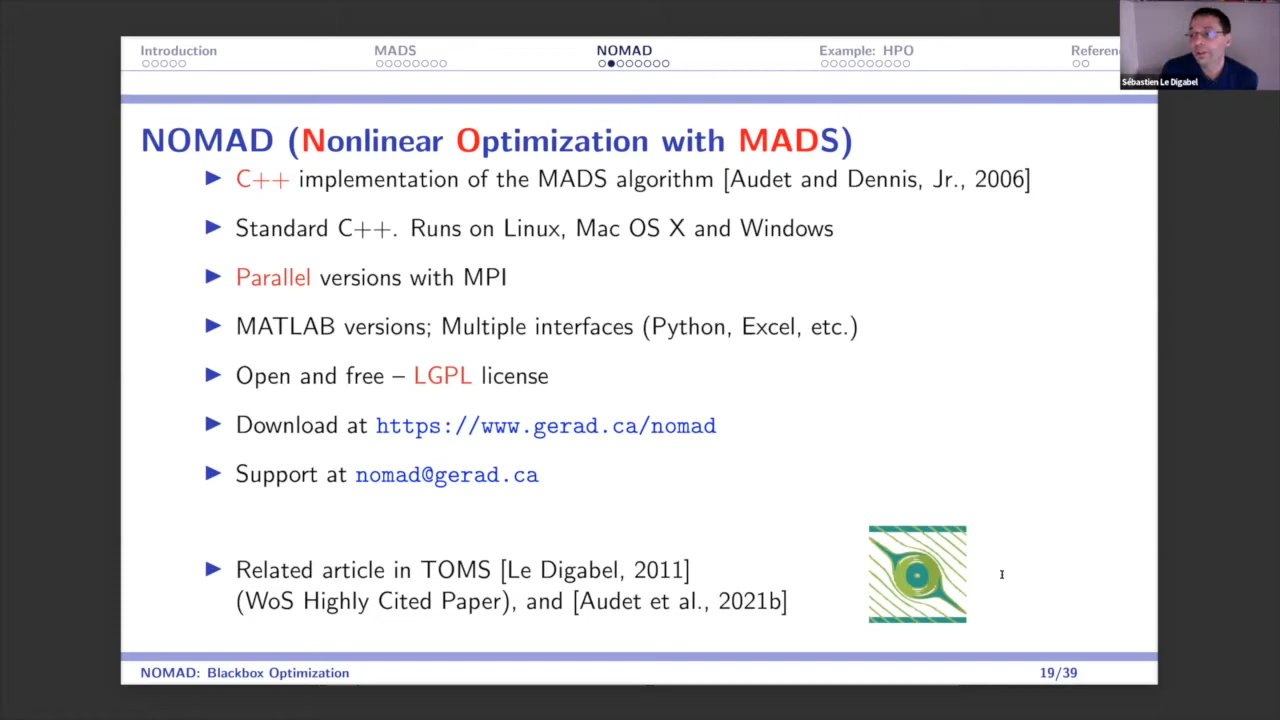 Introduction
MADS
NOMAD
Example: HPO
Sébastien Le Digabel
NOMAD (Nonlinear Optimization with MADS)
C++ implementation of the MADS algorithm [Audet and Dennis, Jr., 2006]
Standard C++. Runs on Linux, Mac OS X and Windows
Parallel versions with MPI
MATLAB versions; Multiple interfaces (Python, Excel, etc.)
Open and free – LGPL license
Download at https://www.gerad.ca/nomad
Support at nomad@gerad.ca
Related article in TOMS [Le Digabel, 2011]
(WoS Highly Cited Paper), and [Audet et al., 2021b]
NOMAD: Blackbox Optimization
19/39